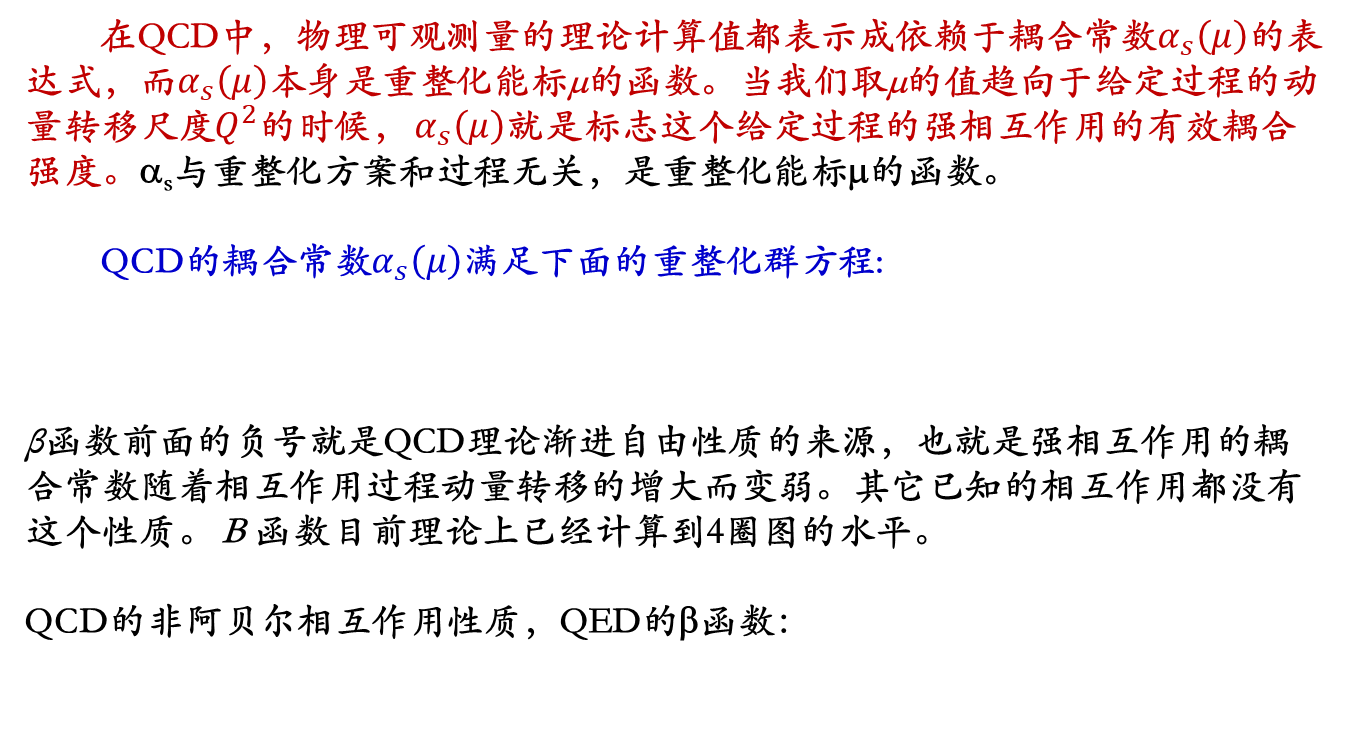 在QCD中，物理可观测量的理论计算值都表示成依赖于耦合常数αₛ(μ)的表
达式，而αₛ(μ)本身是重整化能标μ的函数。当我们取μ的值趋向于给定过程的动
量转移尺度Q²的时候，αₛ(μ)就是标志这个给定过程的强相互作用的有效耦合
强度。αₛ与重整化方案和过程无关，是重整化能标μ的函数。
QCD的耦合常数αₛ(μ)满足下面的重整化群方程:
β函数前面的负号就是QCD理论渐进自由性质的来源，也就是强相互作用的耦
合常数随着相互作用过程动量转移的增大而变弱。其它已知的相互作用都没有
这个性质。 B 函数目前理论上已经计算到4圈图的水平。
QCD的非阿贝尔相互作用性质，QED的β函数: